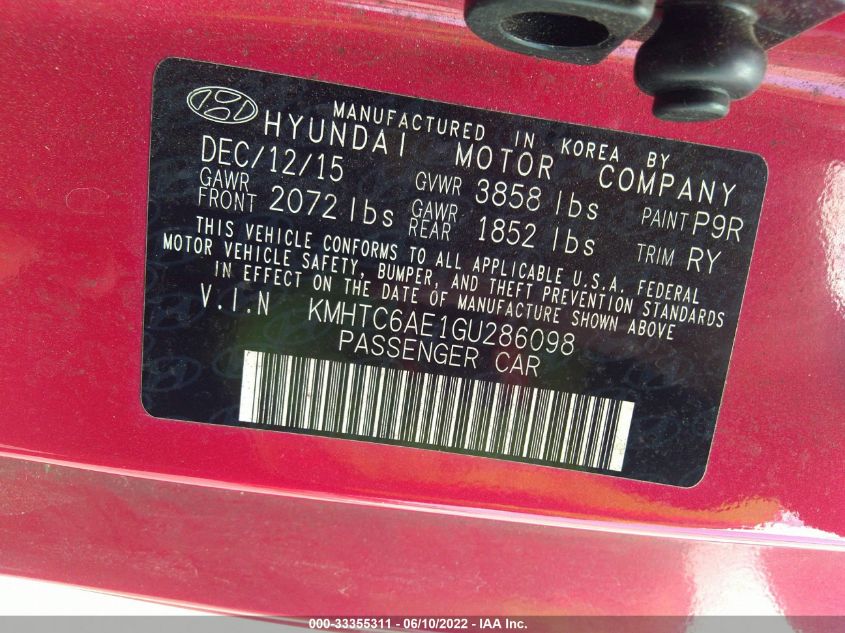 MANUFACTURED IN KOREA BY
HYUNDAI MOTOR COMPANY
DEC/12/15 GVWR 3858 lbs PAINT P9R
GAWR FRONT 2072 lbs GAWR REAR 1852 lbs TRIM RY
THIS VEHICLE CONFORMS TO ALL APPLICABLE U.S.A. FEDERAL
MOTOR VEHICLE SAFETY, BUMPER, AND THEFT PREVENTION STANDARDS
IN EFFECT ON THE DATE OF MANUFACTURE SHOWN ABOVE
V.I.N KMHTC6AE1GU286098
PASSENGER CAR
000-33355311 - 06/10/2022 - IAA Inc.